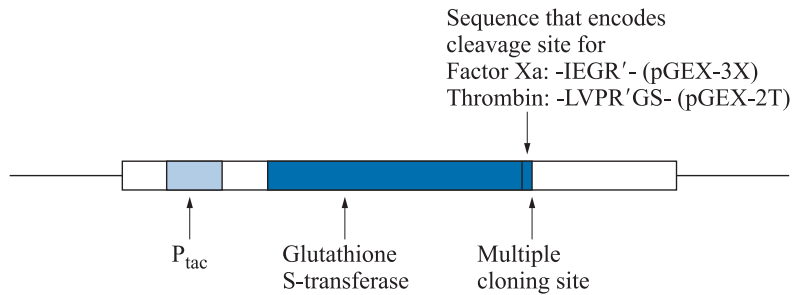 Sequence that encodes
cleavage site for
Factor Xa: -IEGR′- (pGEX-3X)
Thrombin: -LVPR′GS- (pGEX-2T)
Ptac
Glutathione
S-transferase
Multiple
cloning site